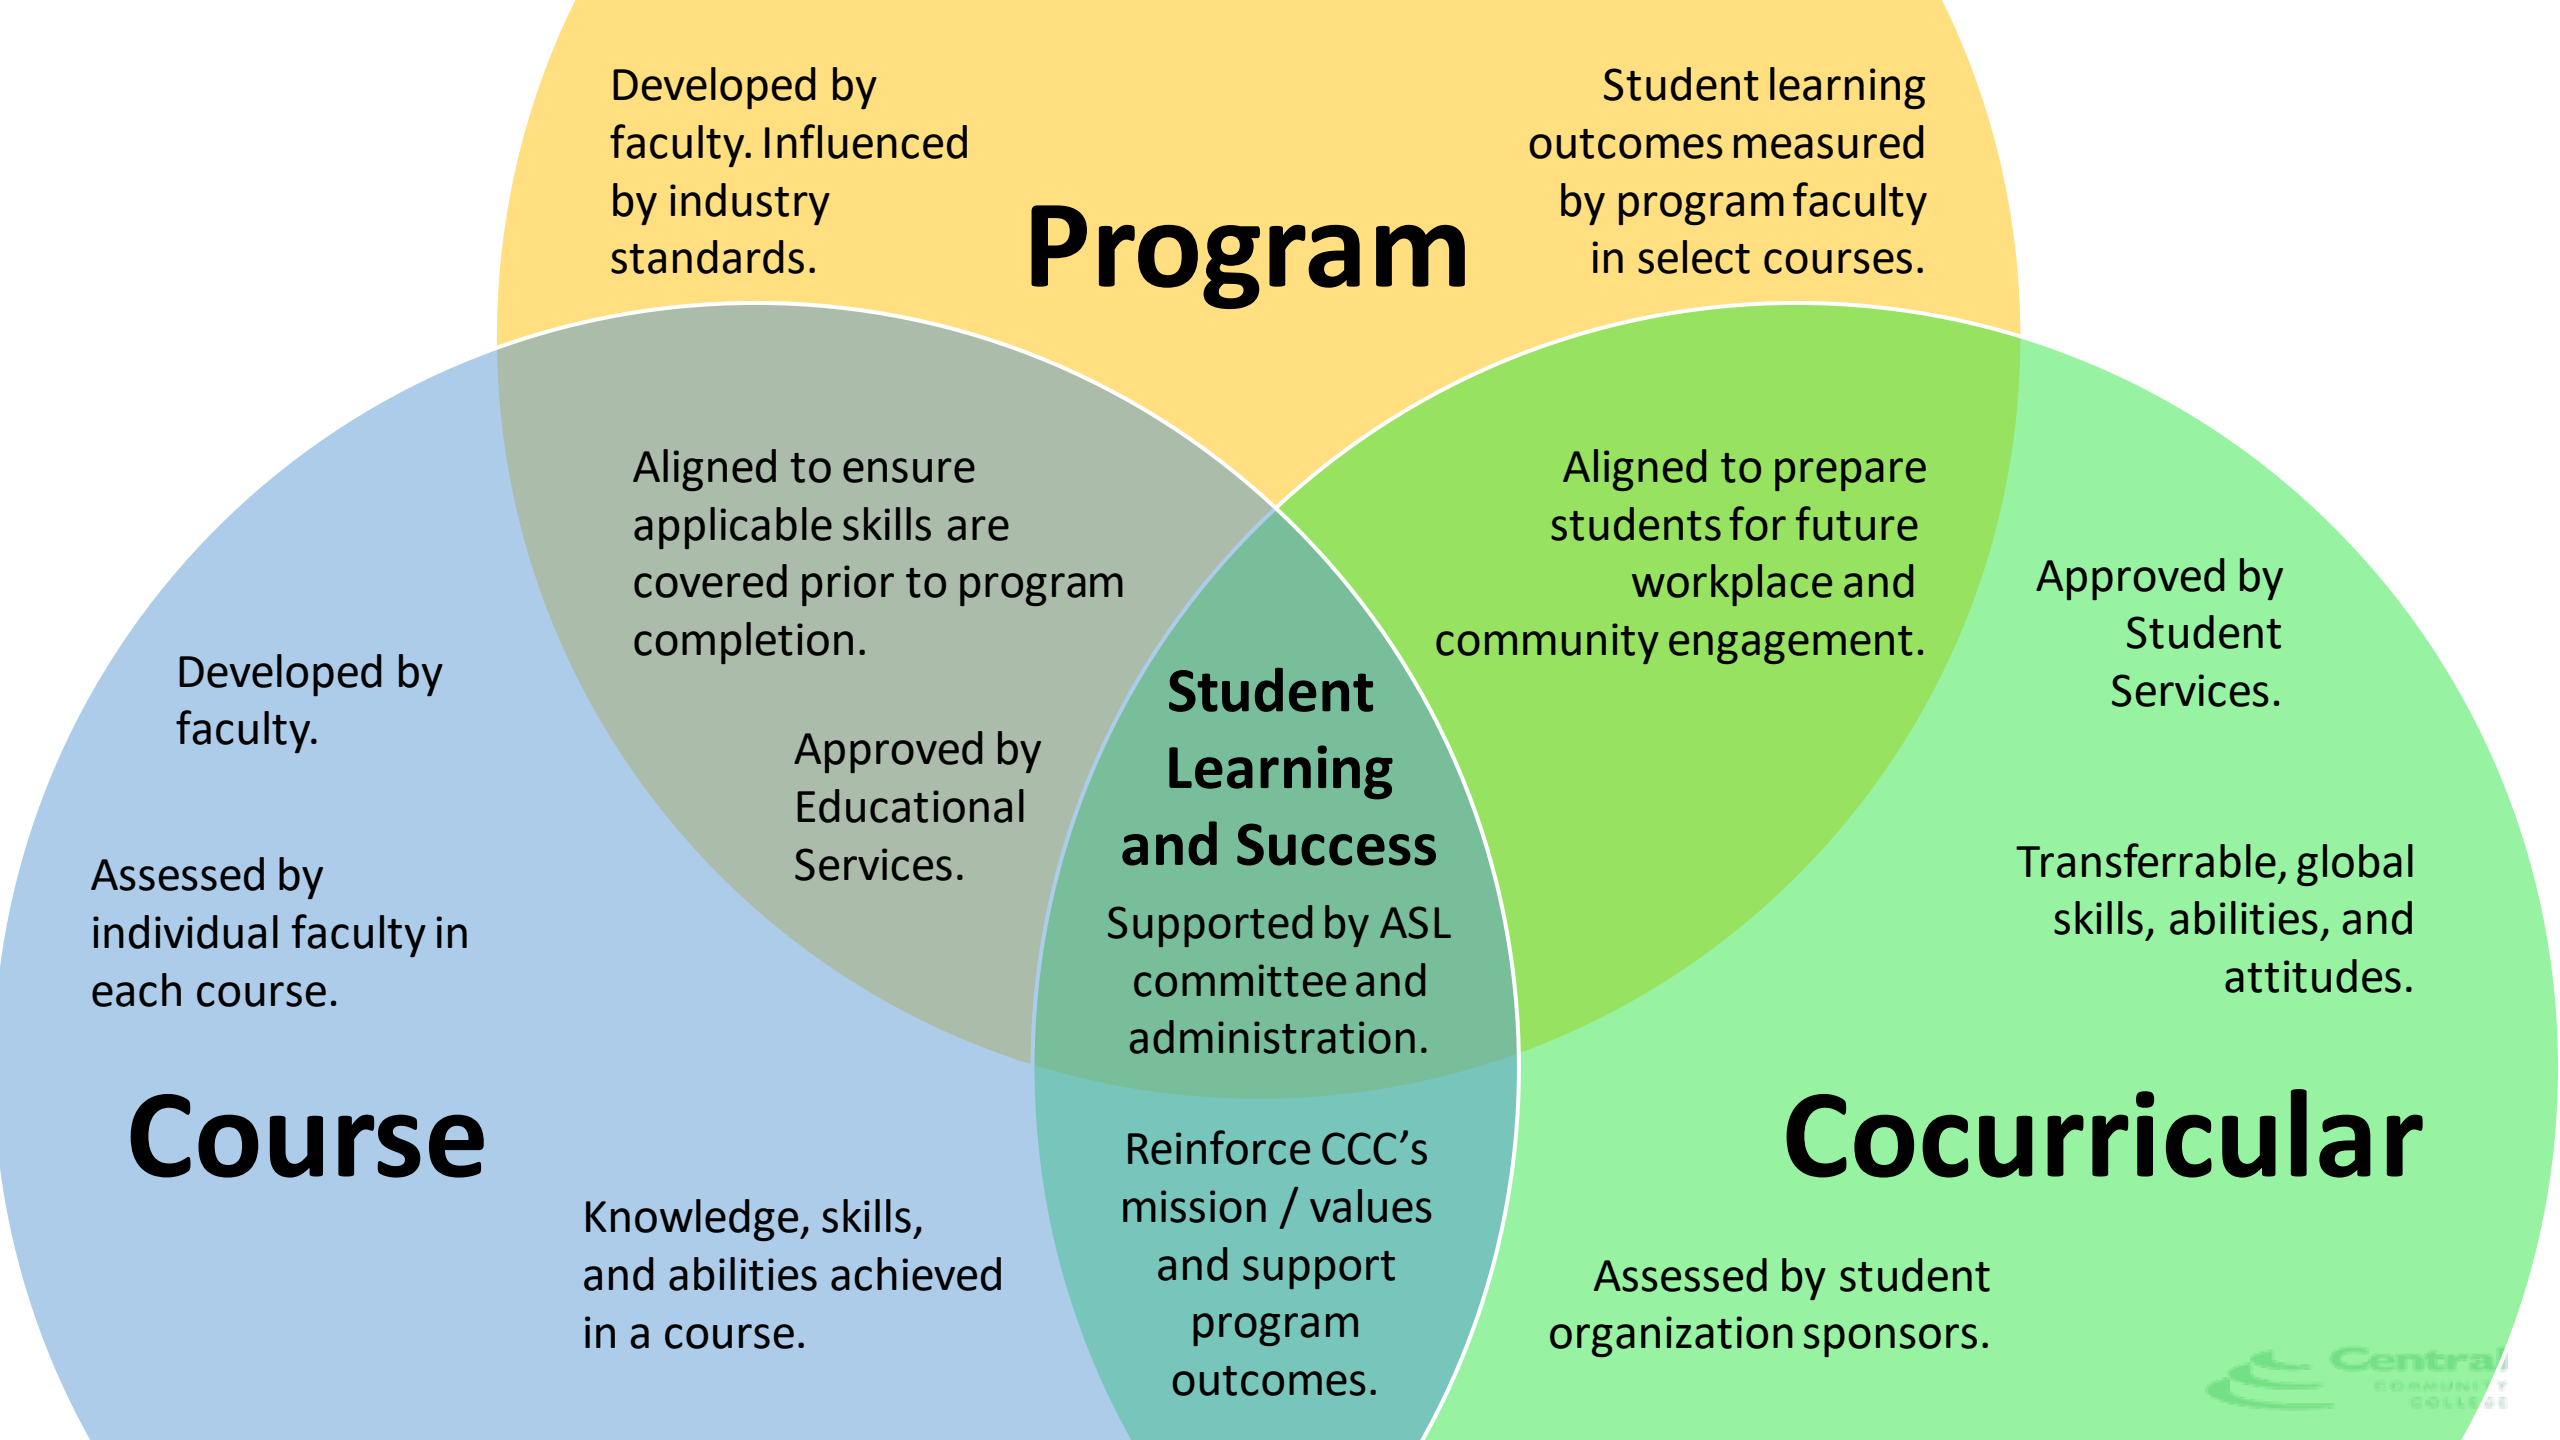 Developed by
faculty. Influenced
by industry
standards.
Program
Student learning
outcomes measured
by program faculty
in select courses.
Aligned to ensure
applicable skills are
covered prior to program
completion.
Approved by
Educational
Services.
Aligned to prepare
students for future
workplace and
community engagement.
Student
Learning
and Success
Supported by ASL
committee and
administration.
Developed by
faculty.
Assessed by
individual faculty in
each course.
Course
Knowledge, skills,
and abilities achieved
in a course.
Reinforce CCC’s
mission / values
and support
program
outcomes.
Approved by
Student
Services.
Transferrable, global
skills, abilities, and
attitudes.
Cocurricular
Assessed by student
organization sponsors.
Central
COMMUNITY
COLLEGE